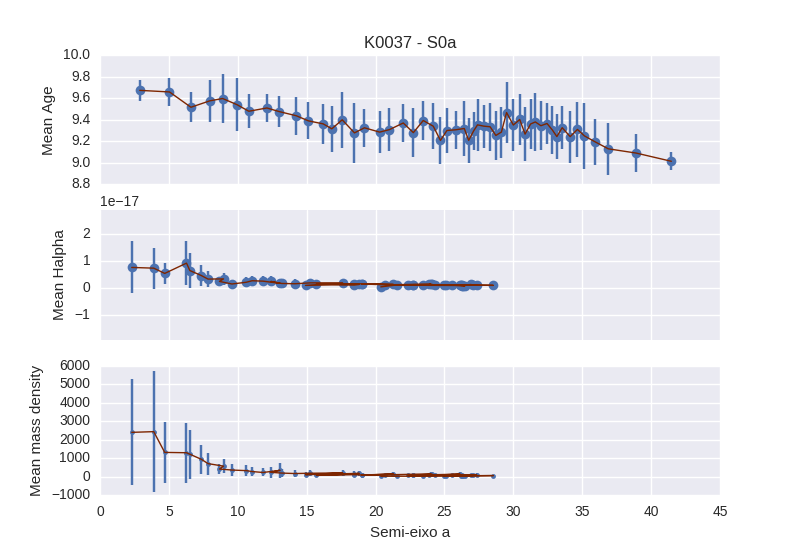 K0037 - S0a
10.0
9.8
9.6
9.4
9.2
9.0
8.8
Mean Age
1e−17
2
1
0
−1
Mean Halpha
6000
5000
4000
3000
2000
1000
0
−1000
Mean mass density
0 5 10 15 20 25 30 35 40 45
Semi-eixo a